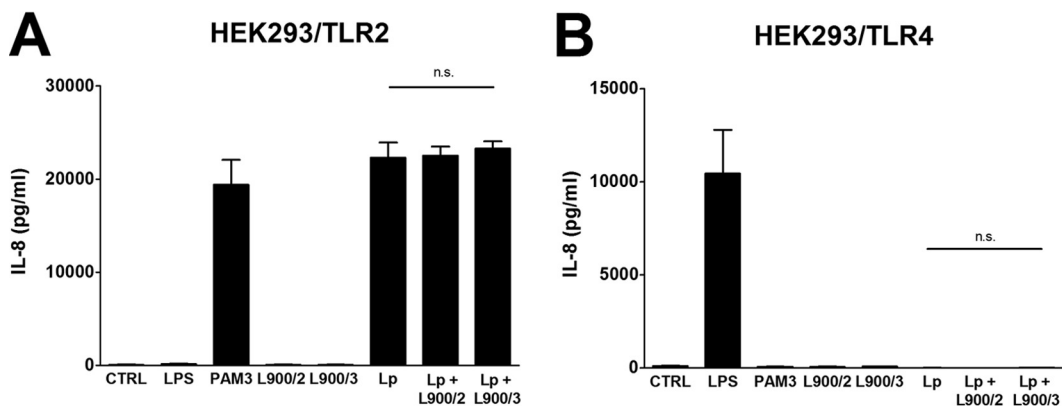 A
HEK293/TLR2
n.s.
IL-8 (pg/ml)
30000
20000
10000
0
CTRL LPS PAM3 L900/2 L900/3 Lp Lp + Lp +
L900/2 L900/3
B
HEK293/TLR4
n.s.
IL-8 (pg/ml)
15000
10000
5000
0
CTRL LPS PAM3 L900/2 L900/3 Lp Lp + Lp +
L900/2 L900/3